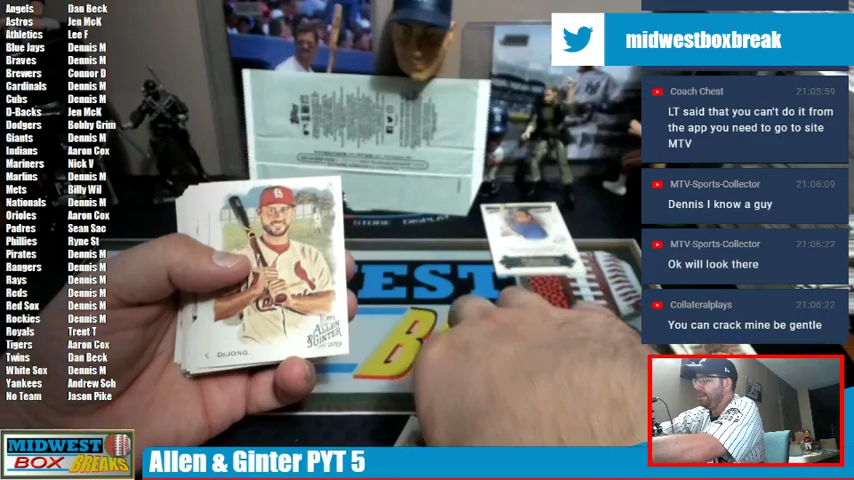 Angels Dan Beck
Astros Jen McK
Athletics Lee F
Blue Jays Dennis M
Braves Dennis M
Brewers Connor D
Cardinals Dennis M
Cubs Dennis M
D-Backs Jen McK
Dodgers Bobby Grim
Giants Dennis M
Indians Aaron Cox
Mariners Nick V
Marlins Dennis M
Mets Billy Wil
Nationals Dennis M
Orioles Aaron Cox
Padres Sean Sac
Phillies Ryne St
Pirates Dennis M
Rangers Dennis M
Rays Dennis M
Reds Dennis M
Red Sox Dennis M
Rockies Dennis M
Royals Trent T
Tigers Aaron Cox
Twins Dan Beck
White Sox Dennis M
Yankees Andrew Sch
No Team Jason Pike
midwestboxbreak
Coach Chest 21:05:59
LT said that you can't do it from
the app you need to go to site
MTV
MTV-Sports-Collector 21:06:09
Dennis I know a guy
MTV-Sports-Collector 21:06:22
Ok will look there
Collateralplays 21:06:22
You can crack mine be gentle
STORE DISPLAY
WEST
B
TOPPS
ALLEN
& GINTER
DEJONG
MIDWEST
BOX BREAKS
Allen & Ginter PYT 5